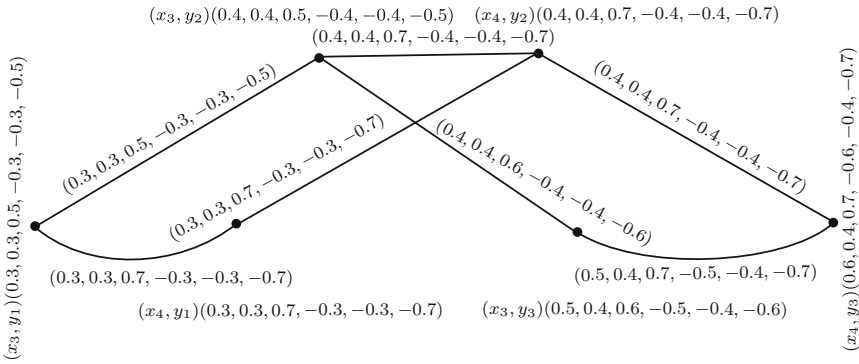 (x₃, y₂)(0.4, 0.4, 0.5, −0.4, −0.4, −0.5)
(x₄, y₂)(0.4, 0.4, 0.7, −0.4, −0.4, −0.7)
(0.4, 0.4, 0.7, −0.4, −0.4, −0.7)
(x₃, y₁)(0.3, 0.3, 0.5, −0.3, −0.3, −0.5)
(0.3, 0.3, 0.5, −0.3, −0.3, −0.5)
(0.3, 0.3, 0.7, −0.3, −0.3, −0.7)
(0.4, 0.4, 0.6, −0.4, −0.4, −0.6)
(0.4, 0.4, 0.7, −0.4, −0.4, −0.7)
(x₄, y₃)(0.6, 0.4, 0.7, −0.6, −0.4, −0.7)
(0.3, 0.3, 0.7, −0.3, −0.3, −0.7)
(0.5, 0.4, 0.7, −0.5, −0.4, −0.7)
(x₄, y₁)(0.3, 0.3, 0.7, −0.3, −0.3, −0.7)
(x₃, y₃)(0.5, 0.4, 0.6, −0.5, −0.4, −0.6)